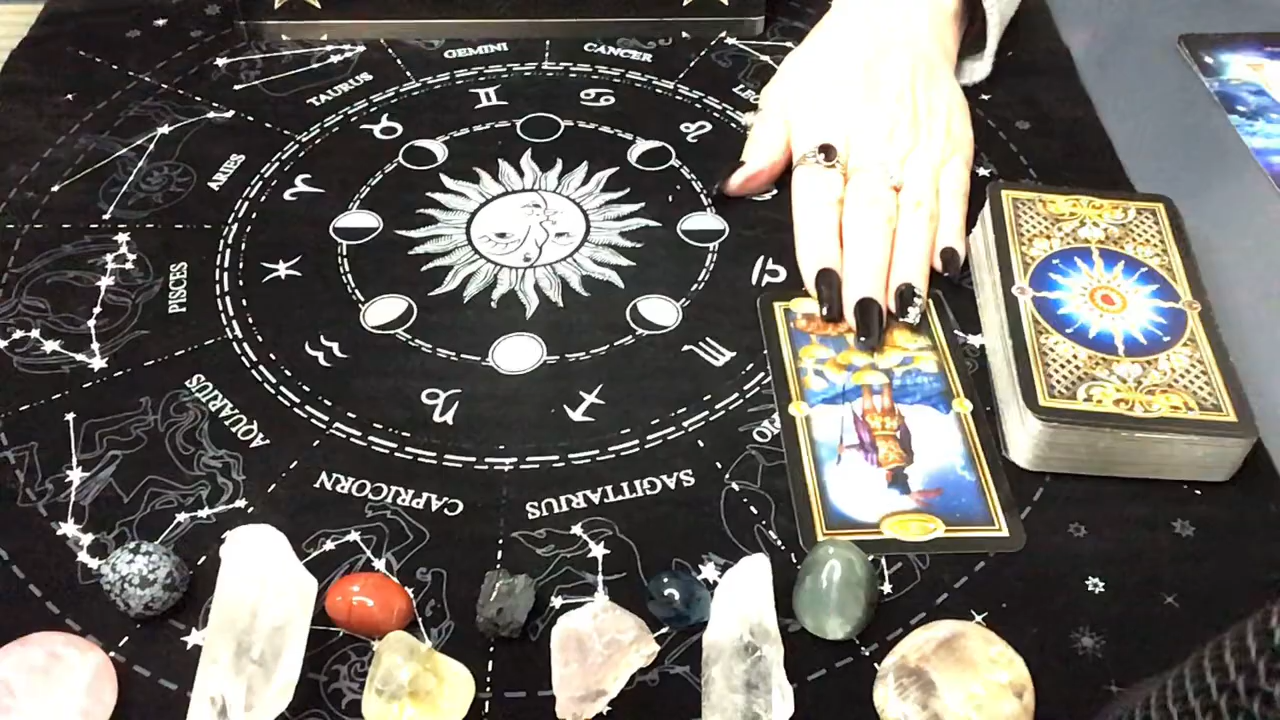 GEMINI
CANCER
TAURUS
ARIES
PISCES
AQUARIUS
CAPRICORN
SAGITTARIUS